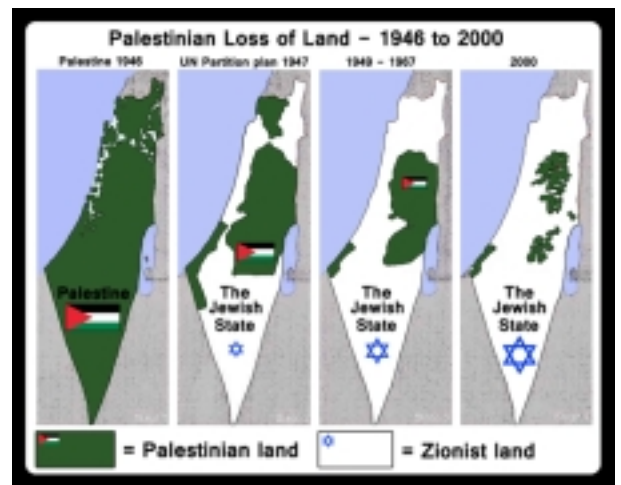 Palestinian Loss of Land – 1946 to 2000
Palestine 1946
UN Partition plan 1947
1949 - 1967
2000
Palestine
The
Jewish
State
The
Jewish
State
The
Jewish
State
= Palestinian land
= Zionist land